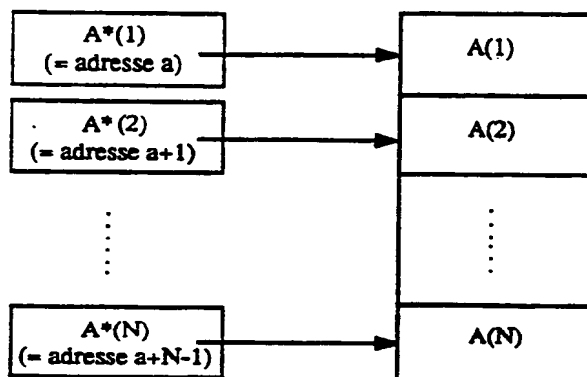 A*(1)
(= adresse a)
A(1)
A*(2)
(= adresse a+1)
A(2)
A*(N)
(= adresse a+N-1)
A(N)